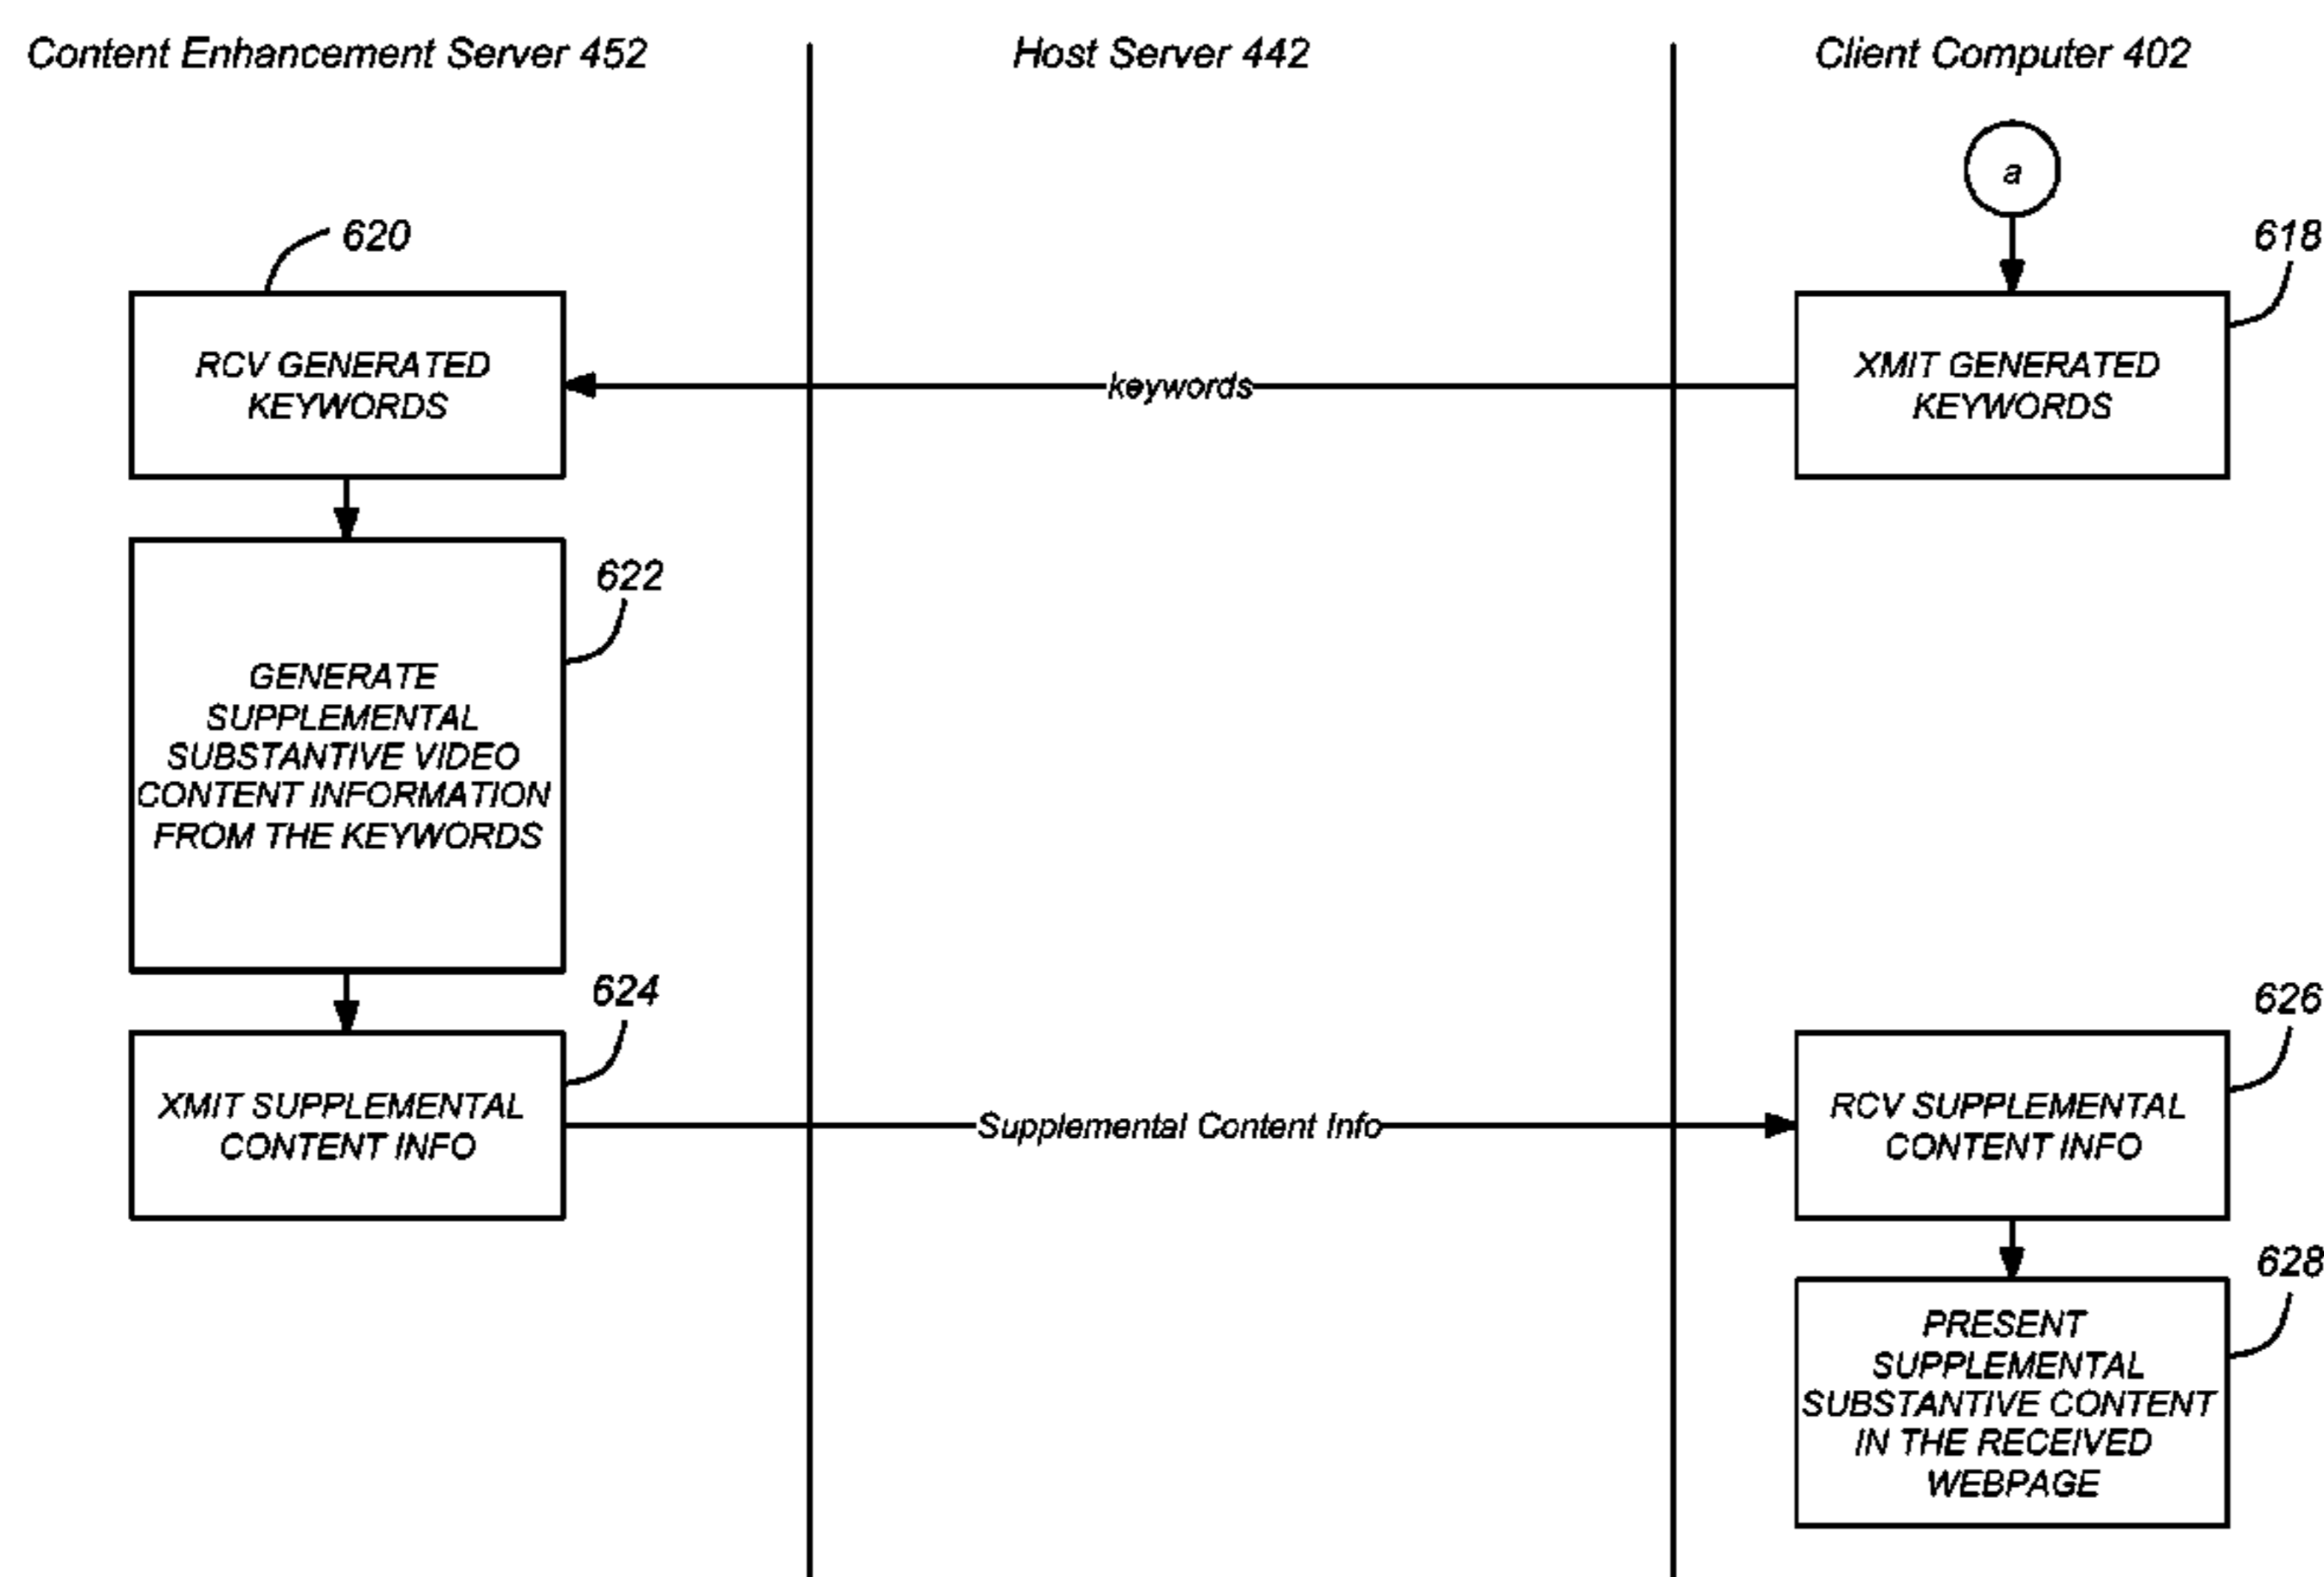 Content Enhancement Server 452
Host Server 442
Client Computer 402
a
620
618
RCV GENERATED
KEYWORDS
keywords
XMIT GENERATED
KEYWORDS
622
GENERATE
SUPPLEMENTAL
SUBSTANTIVE VIDEO
CONTENT INFORMATION
FROM THE KEYWORDS
624
626
XMIT SUPPLEMENTAL
CONTENT INFO
Supplemental Content Info
RCV SUPPLEMENTAL
CONTENT INFO
628
PRESENT
SUPPLEMENTAL
SUBSTANTIVE CONTENT
IN THE RECEIVED
WEBPAGE